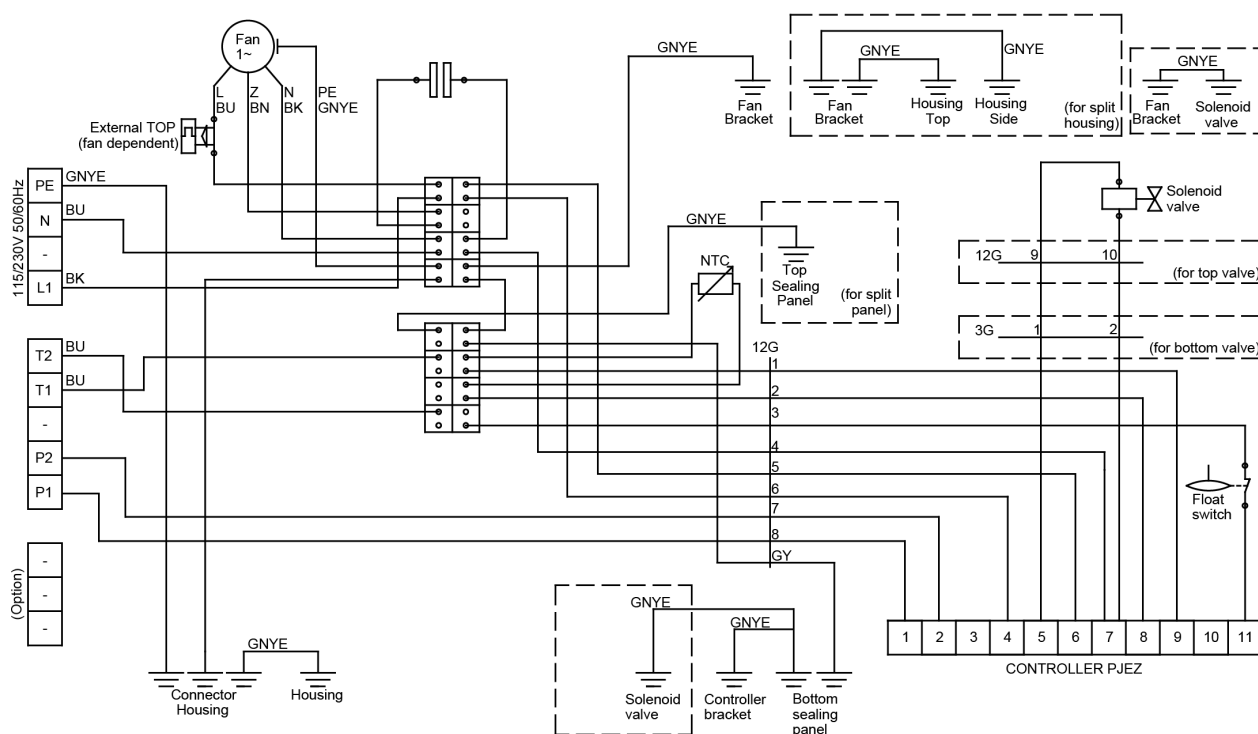 Fan
1~
L
BU
Z
BN
N
BK
PE
GNYE
External TOP
(fan dependent)
115/230V 50/60Hz
PE
GNYE
N
BU
-
L1
BK
T2
BU
T1
BU
-
P2
P1
(Option)
-
-
-
GNYE
Fan
Bracket
GNYE
GNYE
Fan
Bracket
Housing
Top
Housing
Side
(for split
housing)
GNYE
Fan
Bracket
Solenoid
valve
Solenoid
valve
12G
9
10
(for top valve)
3G
1
2
(for bottom valve)
GNYE
Top
Sealing
Panel
(for split
panel)
NTC
12G
1
2
3
4
5
6
7
8
GY
Float
switch
GNYE
Connector
Housing
Housing
GNYE
GNYE
Solenoid
valve
Controller
bracket
Bottom
sealing
panel
1
2
3
4
5
6
7
8
9
10
11
CONTROLLER PJEZ